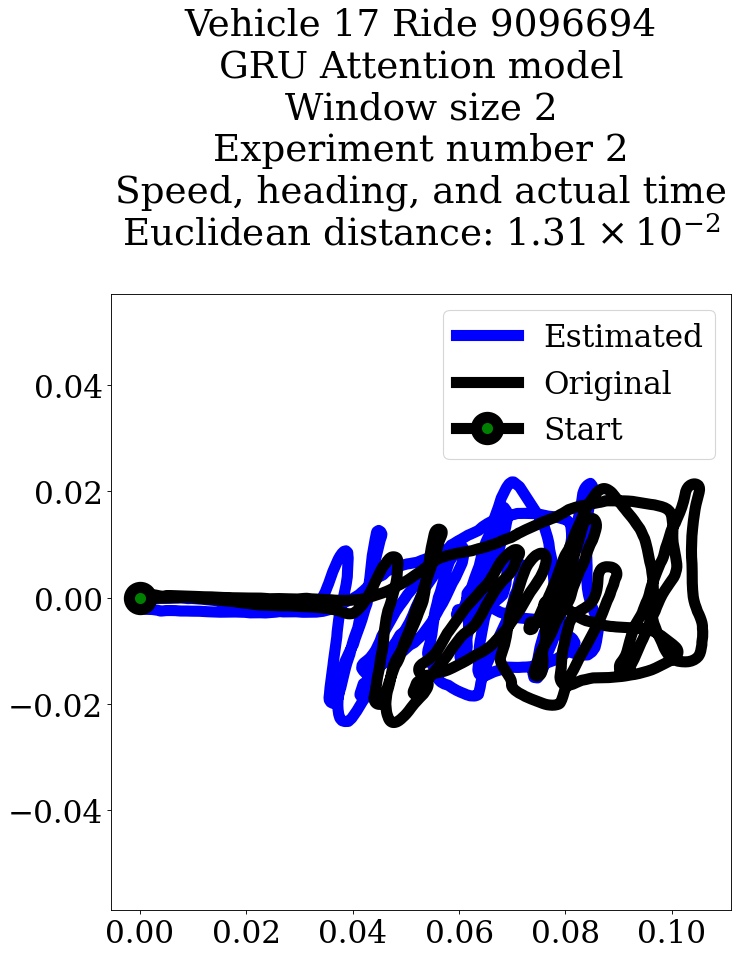 Vehicle 17 Ride 9096694
GRU Attention model
Window size 2
Experiment number 2
Speed, heading, and actual time
Euclidean distance: $1.31 \times 10^{-2}$
Estimated
Original
Start
0.04
0.02
0.00
−0.02
−0.04
0.00 0.02 0.04 0.06 0.08 0.10